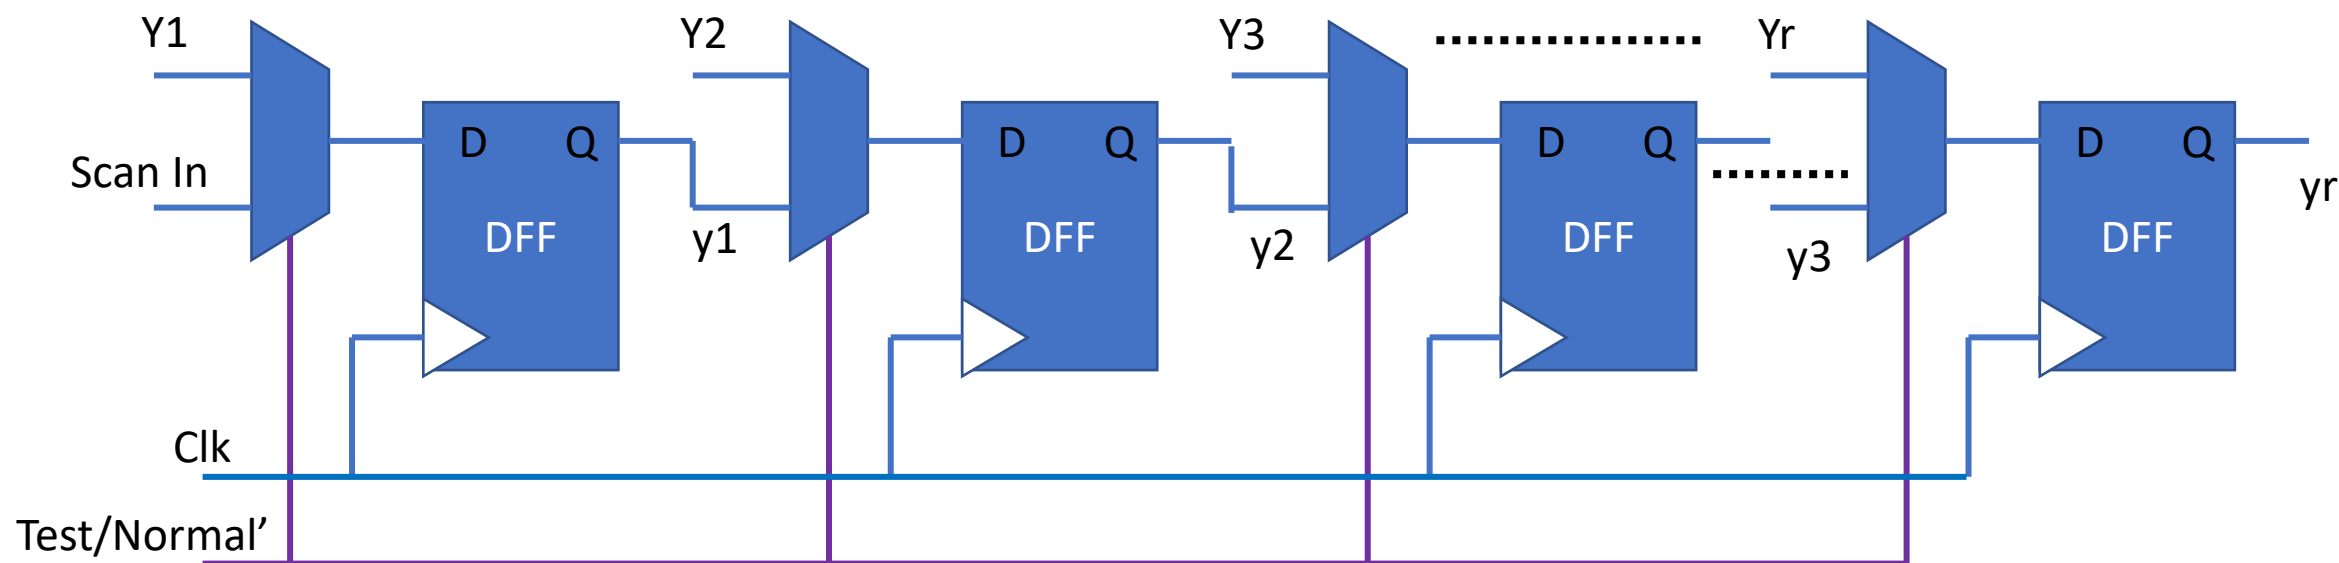 Y1
Y2
Y3
Yr
D Q
D Q
D Q
D Q
Scan In
yr
DFF
DFF
DFF
DFF
y1
y2
y3
Clk
Test/Normal’